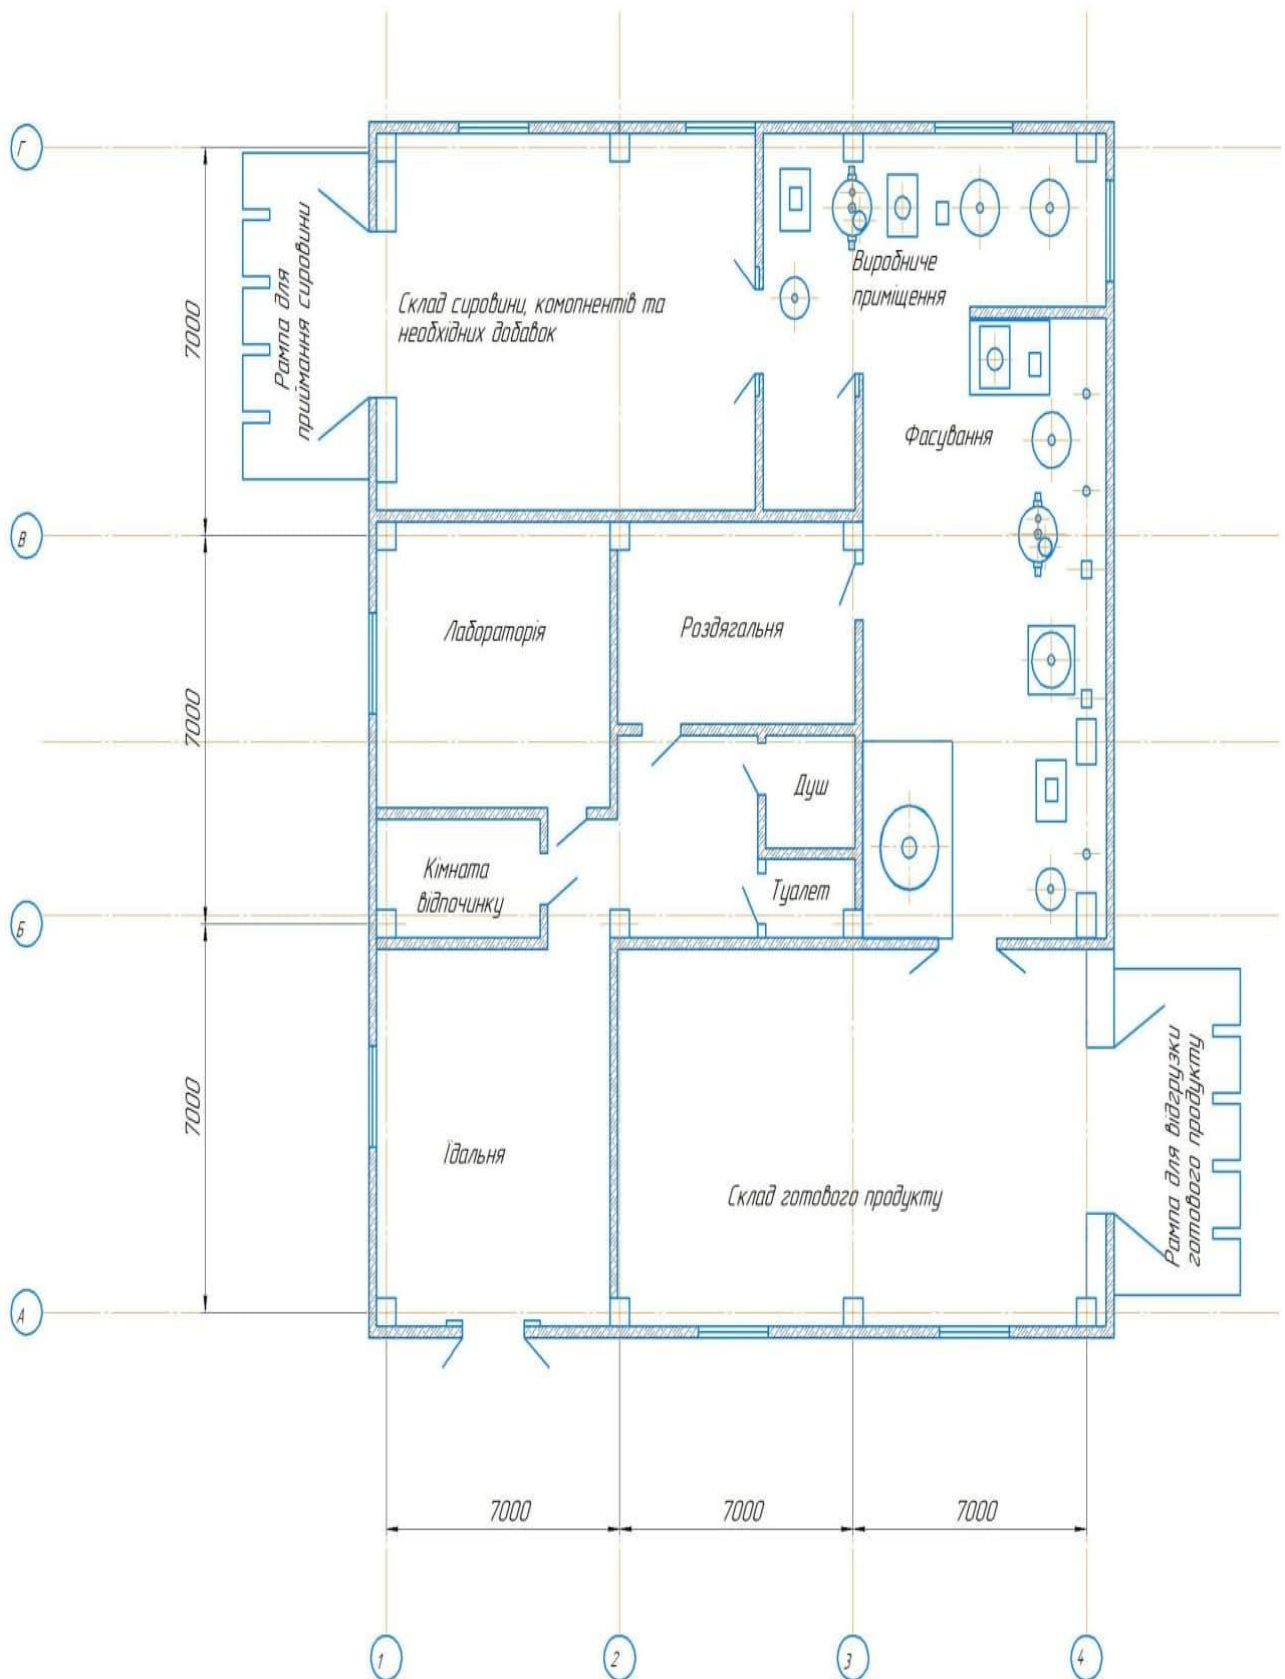 Г
Рампа для
приймання сировини
Склад сировини, компнентів та
необхідних добавок
Виробниче
приміщення
7000
Фасування
В
Лабораторія
Роздягальня
7000
Душ
Кімната
відпочинку
Туалет
Б
7000
Їдальня
Склад готового продукту
Рампа для відгрузки
готового продукту
А
7000
7000
7000
1
2
3
4